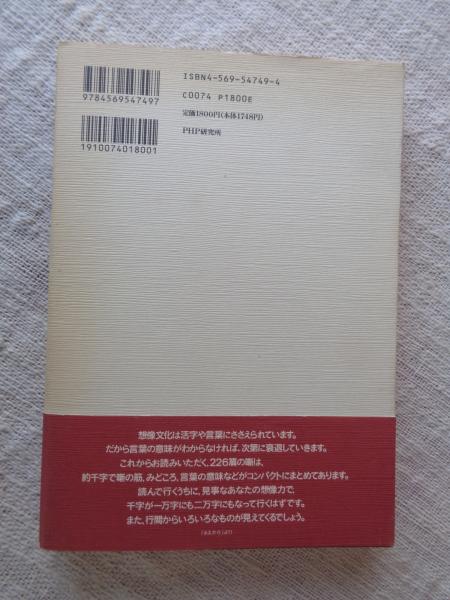 ISBN4-569-54749-4
C0074 P1800E
定価1800円(本体1748円)
PHP研究所
9784569547497
1910074018001
想像文化は活字や言葉にささえられています。
だから言葉の意味がわからなければ、次第に衰退していきます。
これからお読みいただく、226篇の噺は、
約千字で噺の筋、みどころ、言葉の意味などがコンパクトにまとめてあります。
読んで行くうちに、見事なあなたの想像力で、
千字が一万字にも二万字にもなって行くはずです。
また、行間からいろいろなものが見えてくるでしょう。
(「まえがき」より)